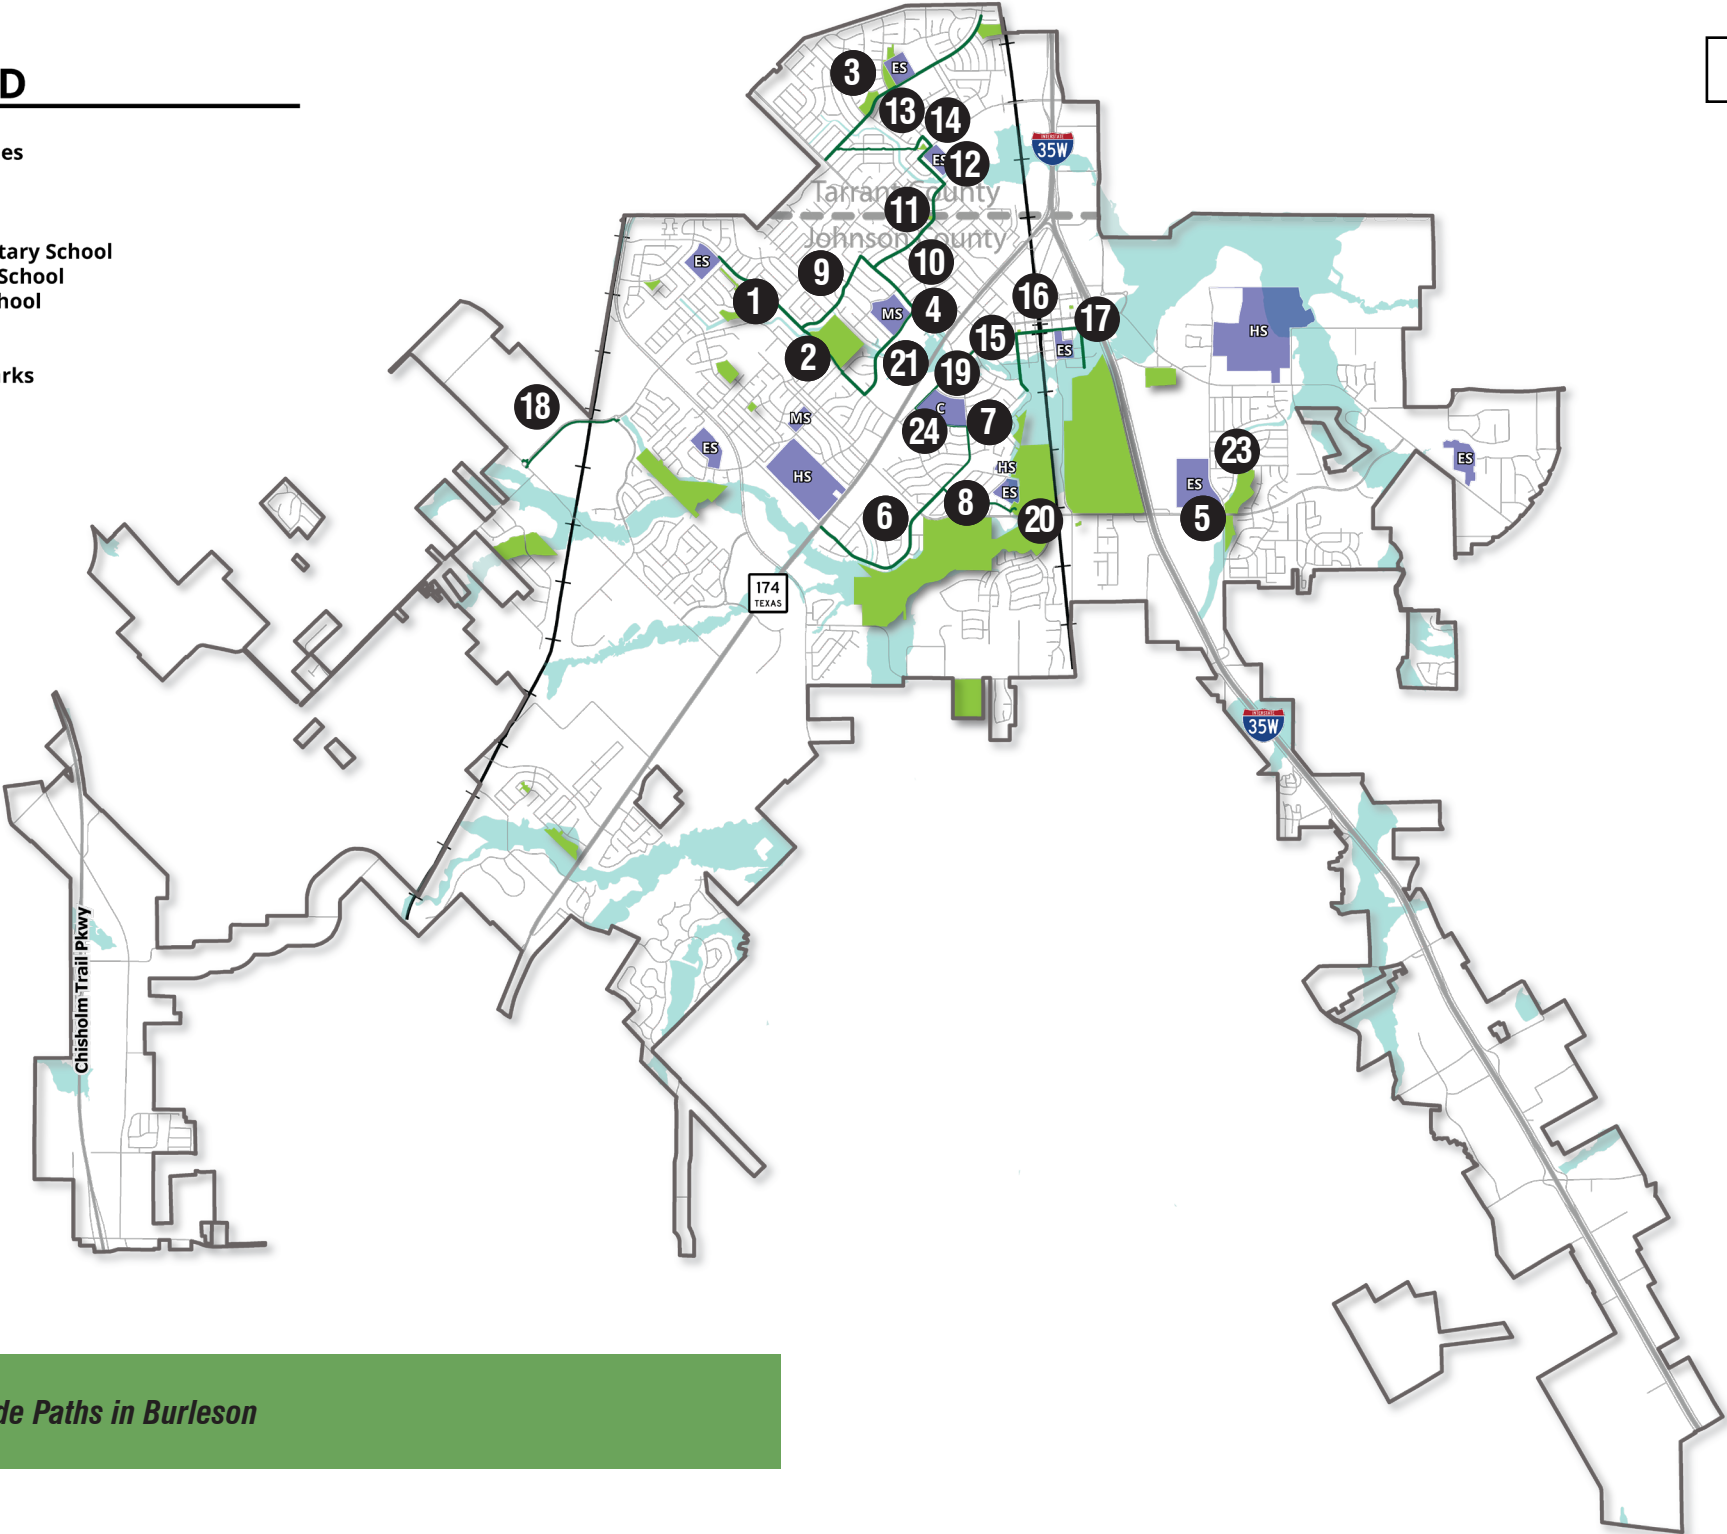 D
es
tary School
School
hool
rks
3
ES
13
14
INTERSTATE
35W
ES
12
Tarrant County
11
Johnson County
ES
9
10
1
MS
4
16
17
HS
15
ES
2
21
19
18
MS
C
24
7
ES
23
ES
HS
HS
ES
ES
6
8
20
5
174
TEXAS
INTERSTATE
35W
Chisholm Trail Pkwy
de Paths in Burleson